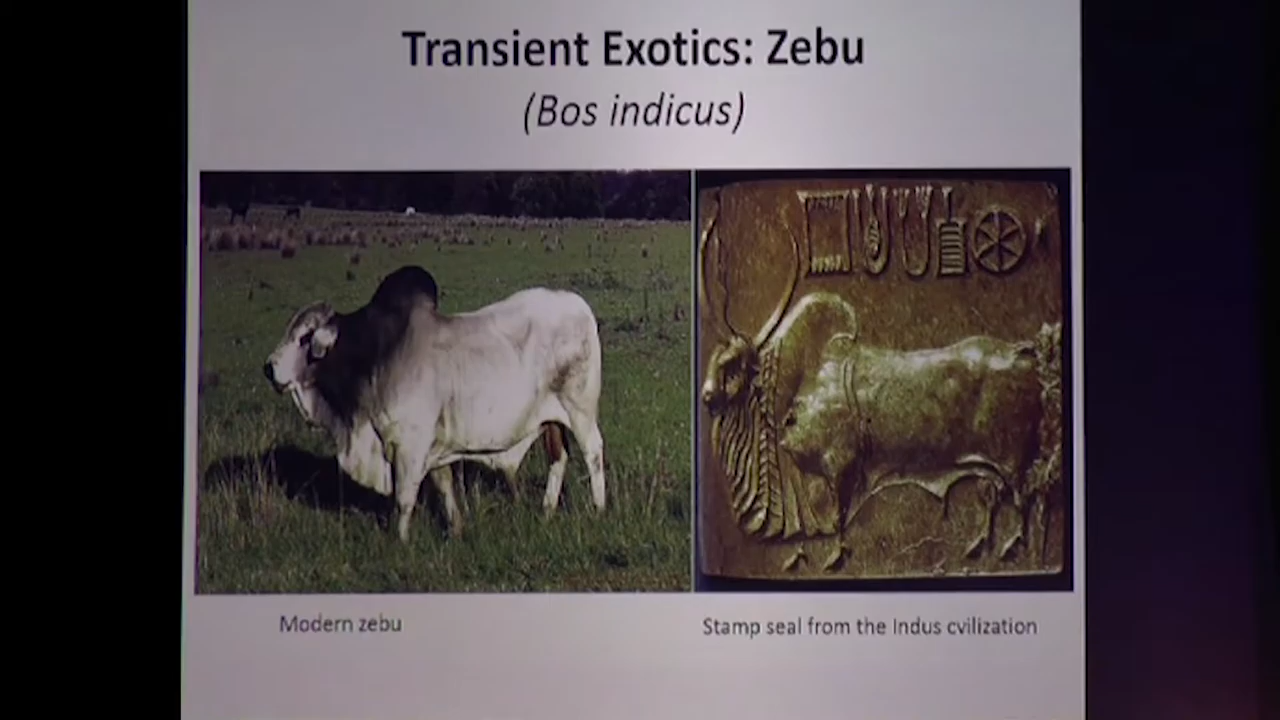 Transient Exotics: Zebu
(Bos indicus)
Modern zebu
Stamp seal from the Indus cvilization